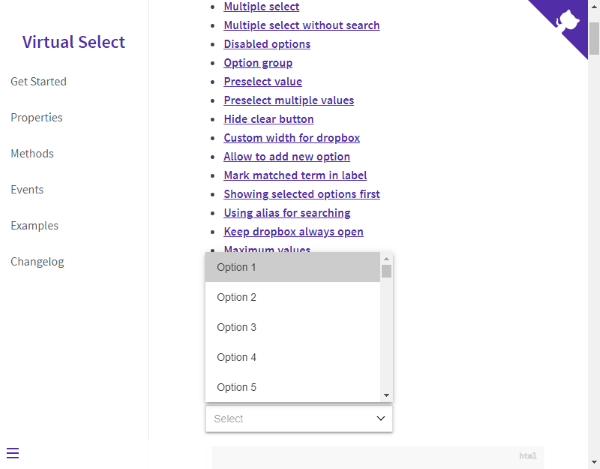 Virtual Select
Get Started
Properties
Methods
Events
Examples
Changelog
Multiple select
Multiple select without search
Disabled options
Option group
Preselect value
Preselect multiple values
Hide clear button
Custom width for dropbox
Allow to add new option
Mark matched term in label
Showing selected options first
Using alias for searching
Keep dropbox always open
Maximum values
Option 1
Option 2
Option 3
Option 4
Option 5
Select
html